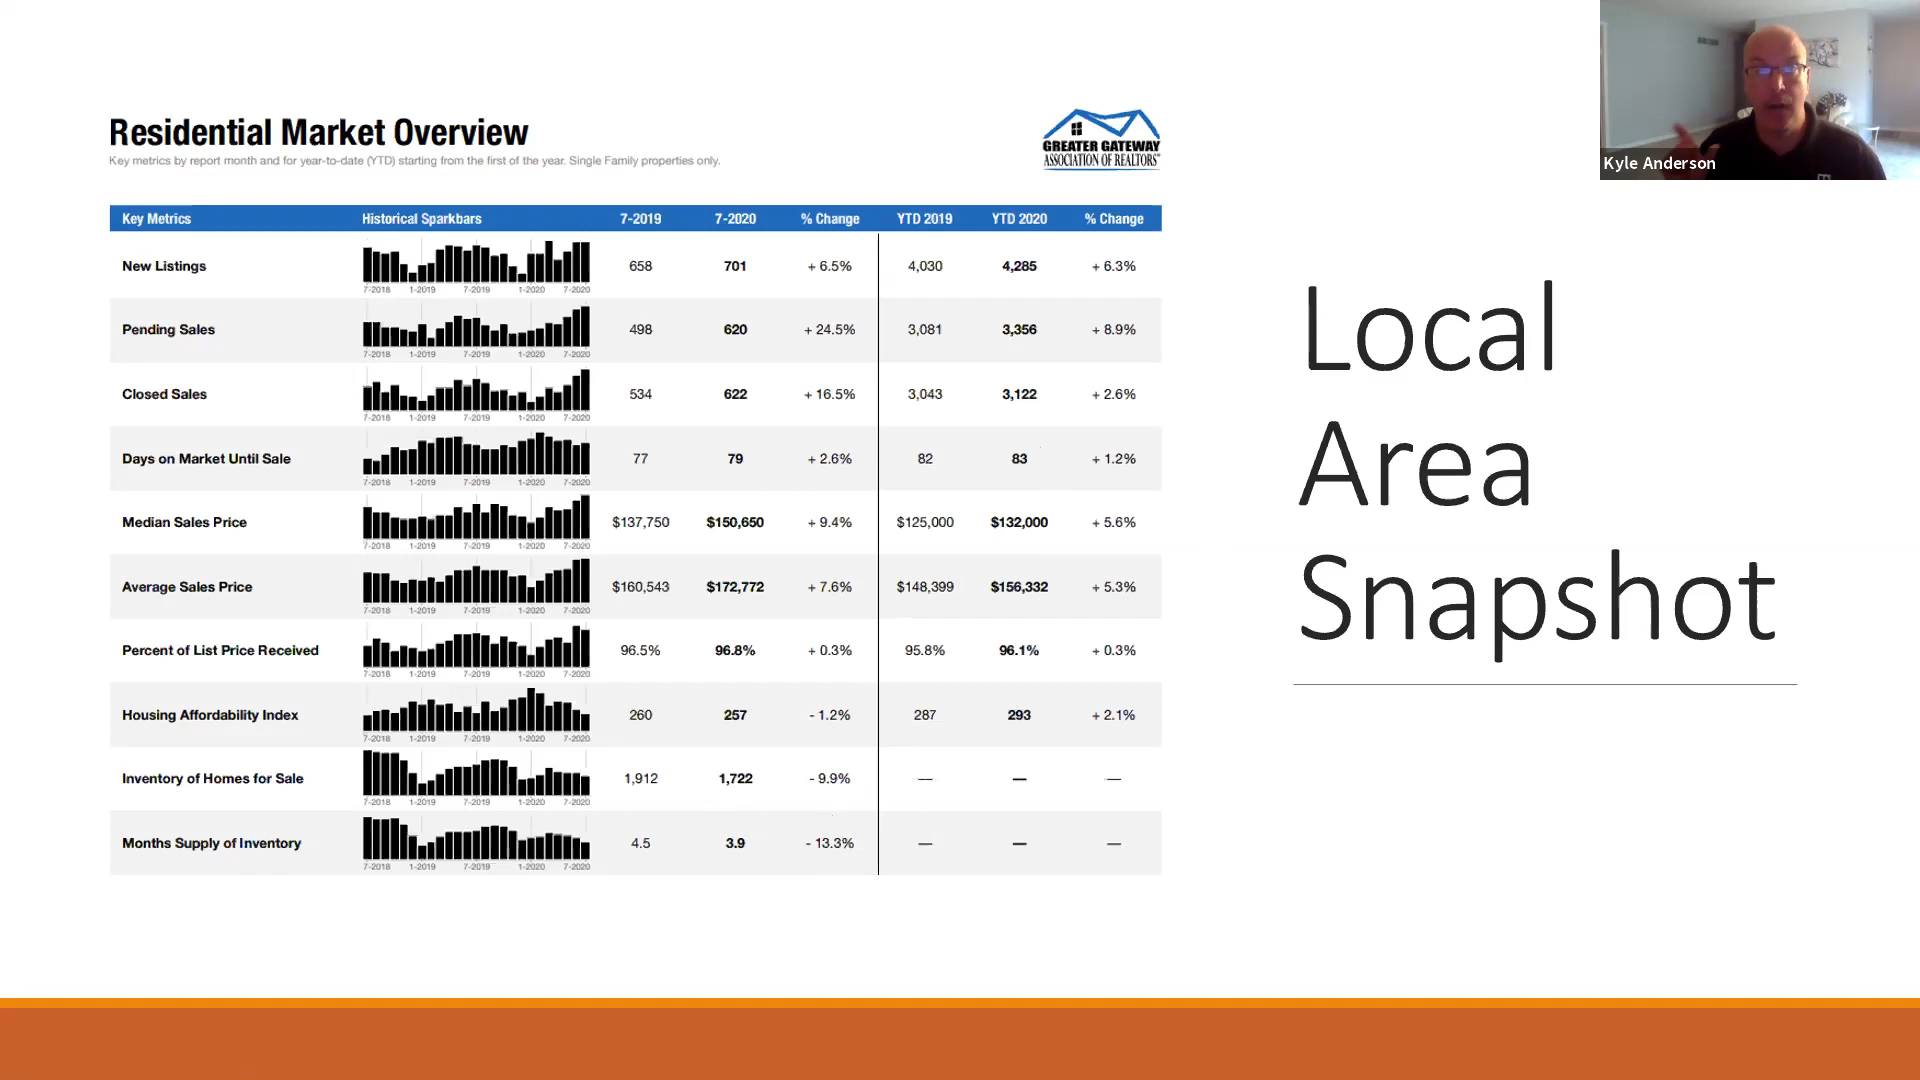 Residential Market Overview
Key metrics by report month and for year-to-date (YTD) starting from the first of the year. Single Family properties only.
GREATER GATEWAY
ASSOCIATION OF REALTORS®
Kyle Anderson
Key Metrics Historical Sparkbars 7-2019 7-2020 % Change YTD 2019 YTD 2020 % Change
New Listings 658 701 + 6.5% 4,030 4,285 + 6.3%
7-2018 1-2019 7-2019 1-2020 7-2020
Pending Sales 498 620 + 24.5% 3,081 3,356 + 8.9%
7-2018 1-2019 7-2019 1-2020 7-2020
Closed Sales 534 622 + 16.5% 3,043 3,122 + 2.6%
7-2018 1-2019 7-2019 1-2020 7-2020
Days on Market Until Sale 77 79 + 2.6% 82 83 + 1.2%
7-2018 1-2019 7-2019 1-2020 7-2020
Median Sales Price $137,750 $150,650 + 9.4% $125,000 $132,000 + 5.6%
7-2018 1-2019 7-2019 1-2020 7-2020
Average Sales Price $160,543 $172,772 + 7.6% $148,399 $156,332 + 5.3%
7-2018 1-2019 7-2019 1-2020 7-2020
Percent of List Price Received 96.5% 96.8% + 0.3% 95.8% 96.1% + 0.3%
7-2018 1-2019 7-2019 1-2020 7-2020
Housing Affordability Index 260 257 - 1.2% 287 293 + 2.1%
7-2018 1-2019 7-2019 1-2020 7-2020
Inventory of Homes for Sale 1,912 1,722 - 9.9% — — —
7-2018 1-2019 7-2019 1-2020 7-2020
Months Supply of Inventory 4.5 3.9 - 13.3% — — —
7-2018 1-2019 7-2019 1-2020 7-2020
Local
Area
Snapshot